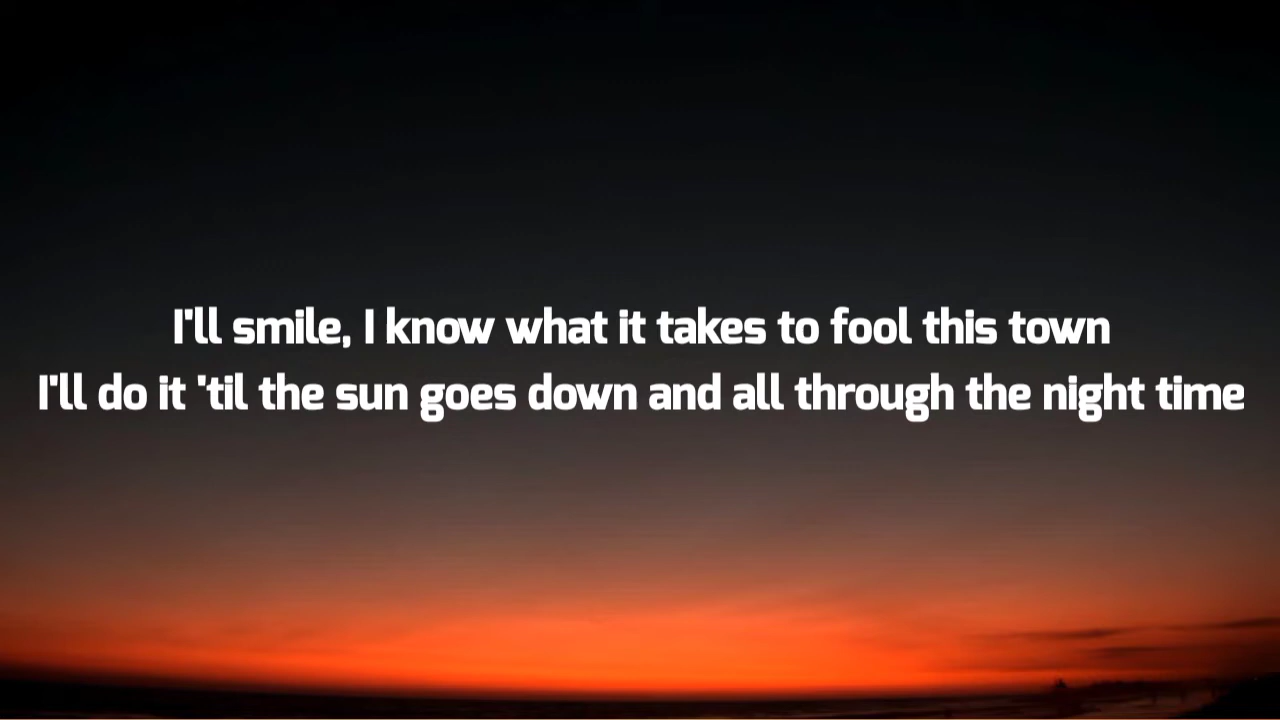 I'll smile, I know what it takes to fool this town
I'll do it 'til the sun goes down and all through the night time